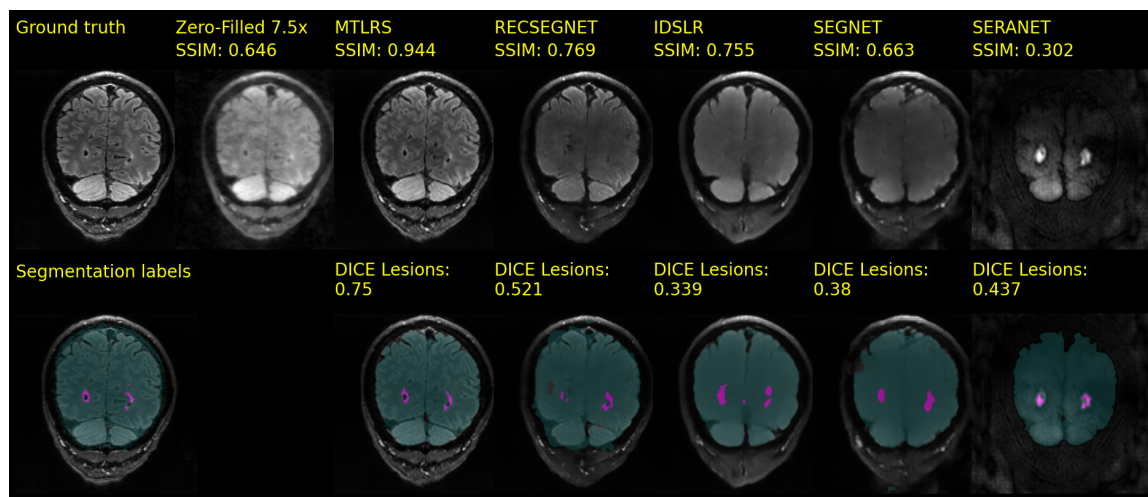 Ground truth
Zero-Filled 7.5x
SSIM: 0.646
MTLRS
SSIM: 0.944
RECSEGNET
SSIM: 0.769
IDSLR
SSIM: 0.755
SEGNET
SSIM: 0.663
SERANET
SSIM: 0.302
Segmentation labels
DICE Lesions:
0.75
DICE Lesions:
0.521
DICE Lesions:
0.339
DICE Lesions:
0.38
DICE Lesions:
0.437